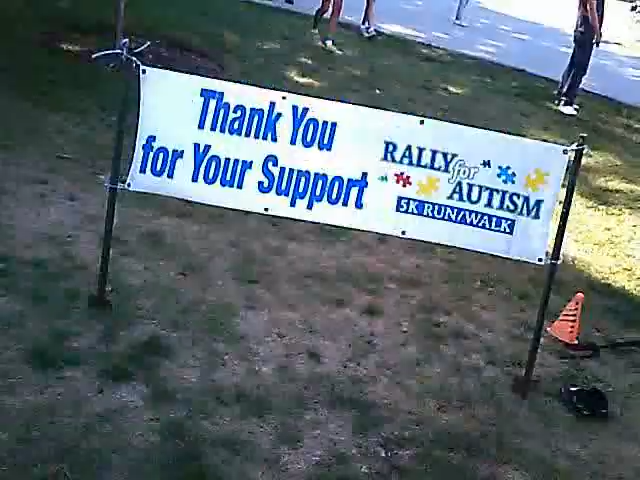 Thank You
for Your Support
RALLY for
AUTISM
5K RUN/WALK